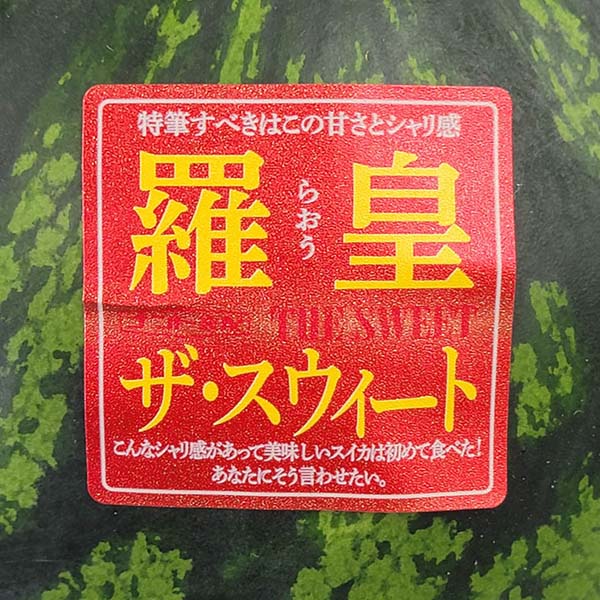 特筆すべきはこの甘さとシャリ感
羅皇
らおう
THE SWEET
ザ・スウィート
こんなシャリ感があって美味しいスイカは初めて食べた!
あなたにそう言わせたい。